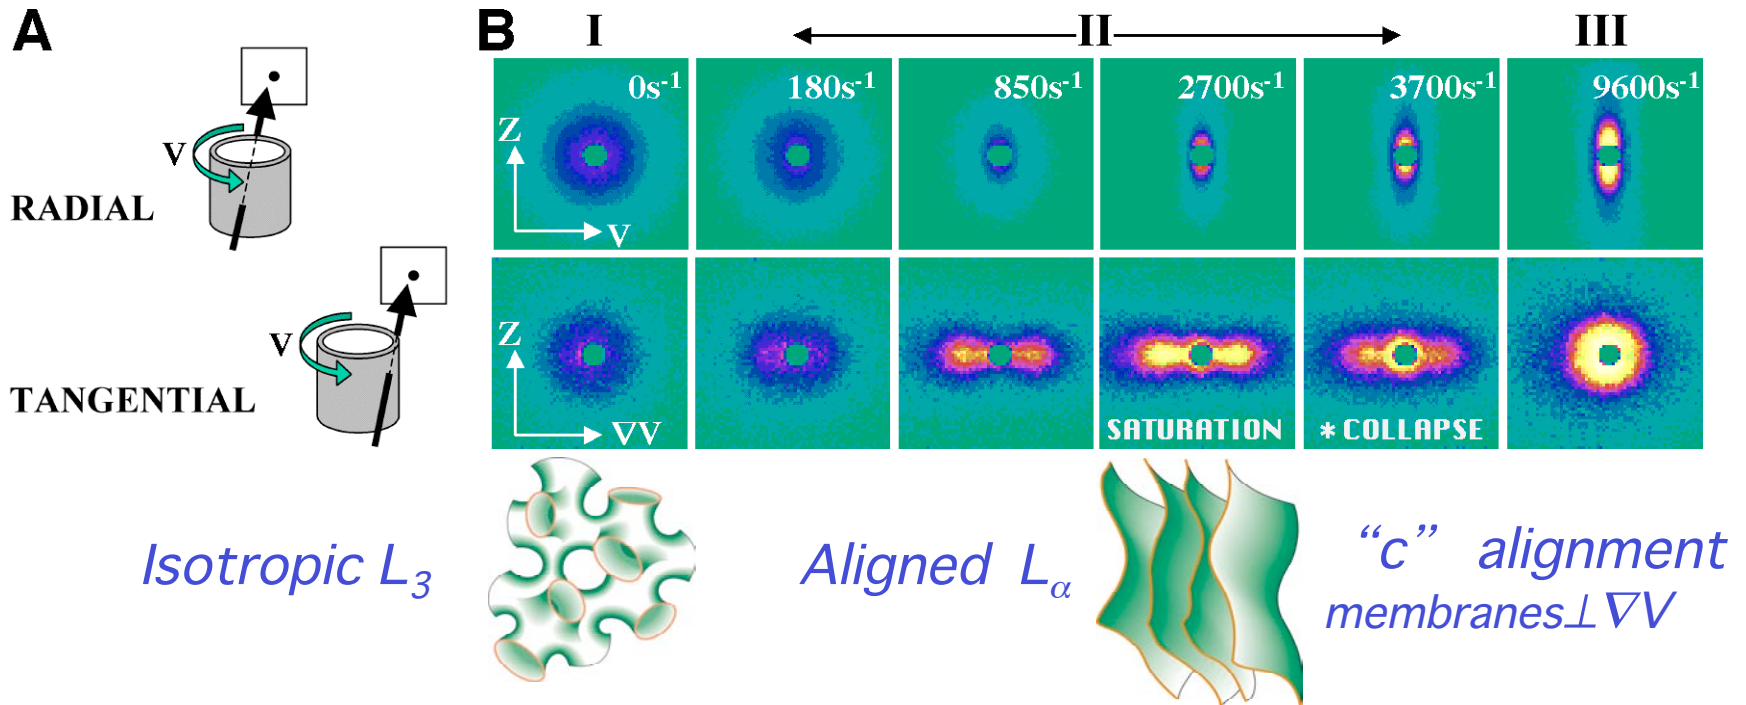 A
V
RADIAL
V
TANGENTIAL
B
I
II
III
0s⁻¹
180s⁻¹
850s⁻¹
2700s⁻¹
3700s⁻¹
9600s⁻¹
Z
V
Z
∇V
SATURATION
* COLLAPSE
Isotropic L₃
Aligned Lα
“c” alignment
membranes⊥∇V